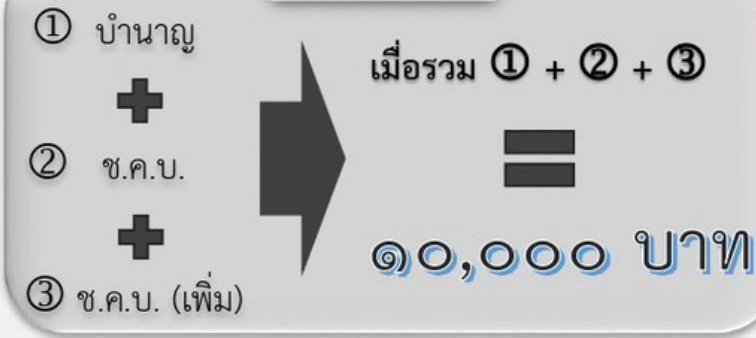 ① บำนาญ
② ช.ค.บ.
③ ช.ค.บ. (เพิ่ม)
เมื่อรวม ① + ② + ③
๑๐,๐๐๐ บาท